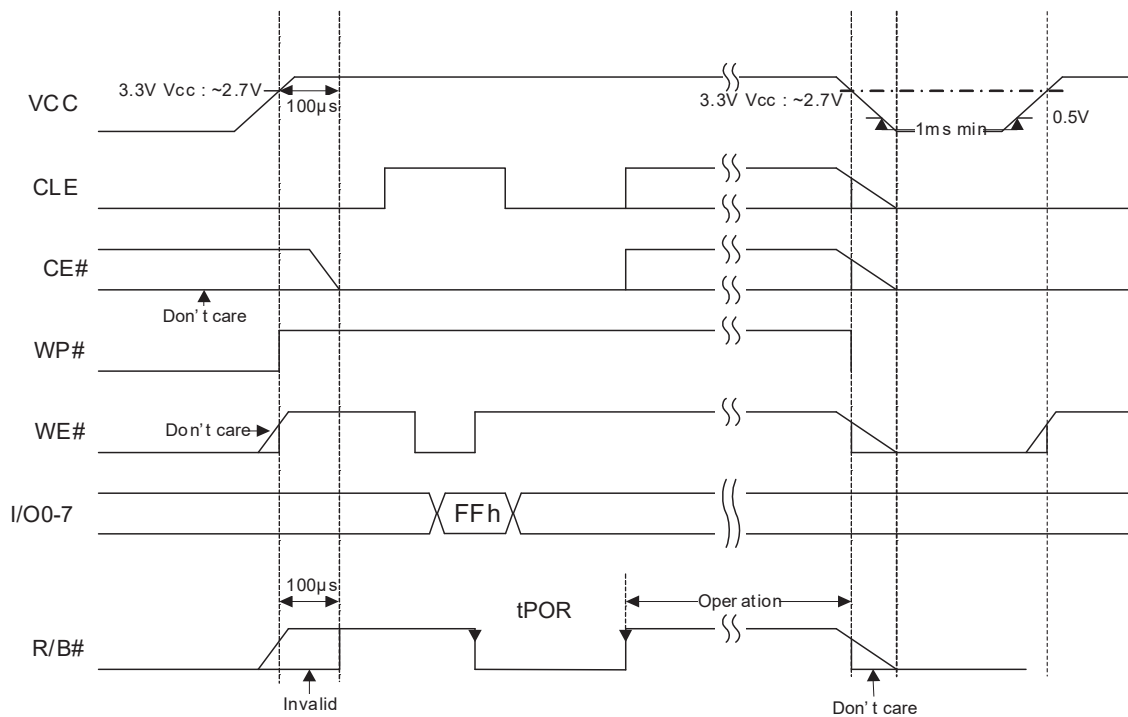 3.3V Vcc : ~2.7V
100µs
VCC
3.3V Vcc : ~2.7V
1ms min
0.5V
CLE
CE#
Don't care
WP#
WE#
Don't care
I/O0-7
FFh
100µs
tPOR
Operation
R/B#
Invalid
Don't care